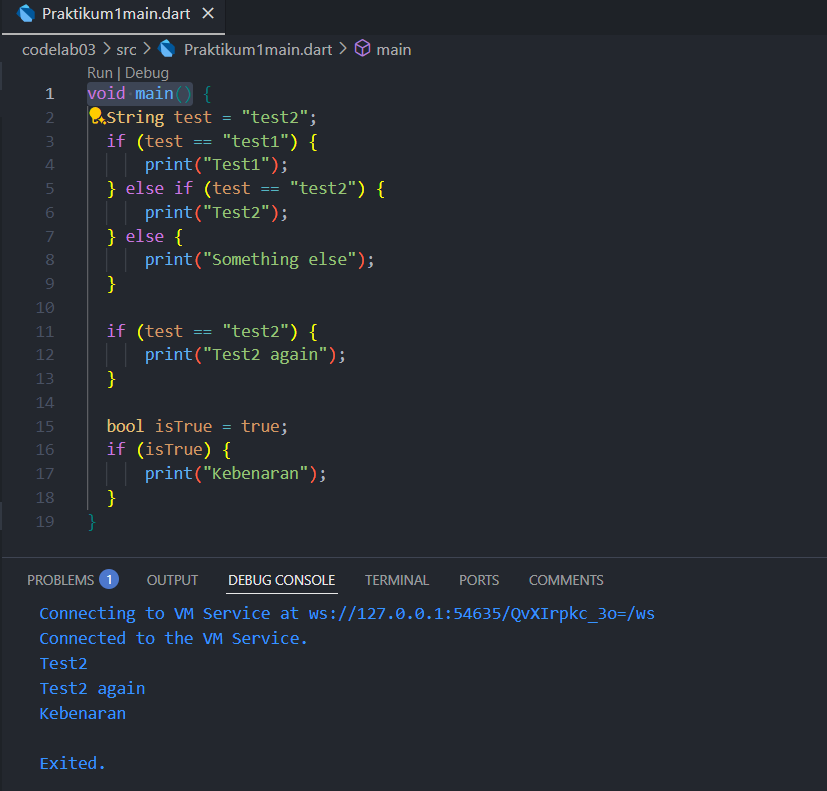 Praktikum1main.dart ×
codelab03 > src > Praktikum1main.dart > main
Run | Debug
1 void main() {
2 String test = "test2";
3 if (test == "test1") {
4 print("Test1");
5 } else if (test == "test2") {
6 print("Test2");
7 } else {
8 print("Something else");
9 }
10
11 if (test == "test2") {
12 print("Test2 again");
13 }
14
15 bool isTrue = true;
16 if (isTrue) {
17 print("Kebenaran");
18 }
19 }
PROBLEMS 1 OUTPUT DEBUG CONSOLE TERMINAL PORTS COMMENTS
Connecting to VM Service at ws://127.0.0.1:54635/QvXIrpkc_3o=/ws
Connected to the VM Service.
Test2
Test2 again
Kebenaran
Exited.